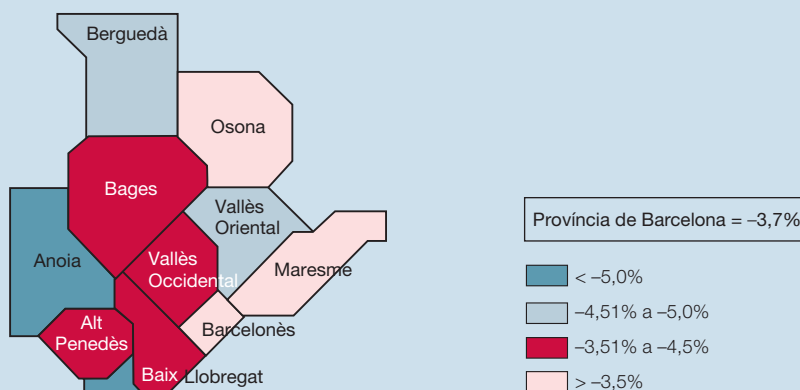 Berguedà
Osona
Bages
Vallès
Oriental
Anoia
Vallès
Occidental
Maresme
Alt
Penedès
Barcelonès
Baix Llobregat
Província de Barcelona = –3,7%
< –5,0%
–4,51% a –5,0%
–3,51% a –4,5%
> –3,5%